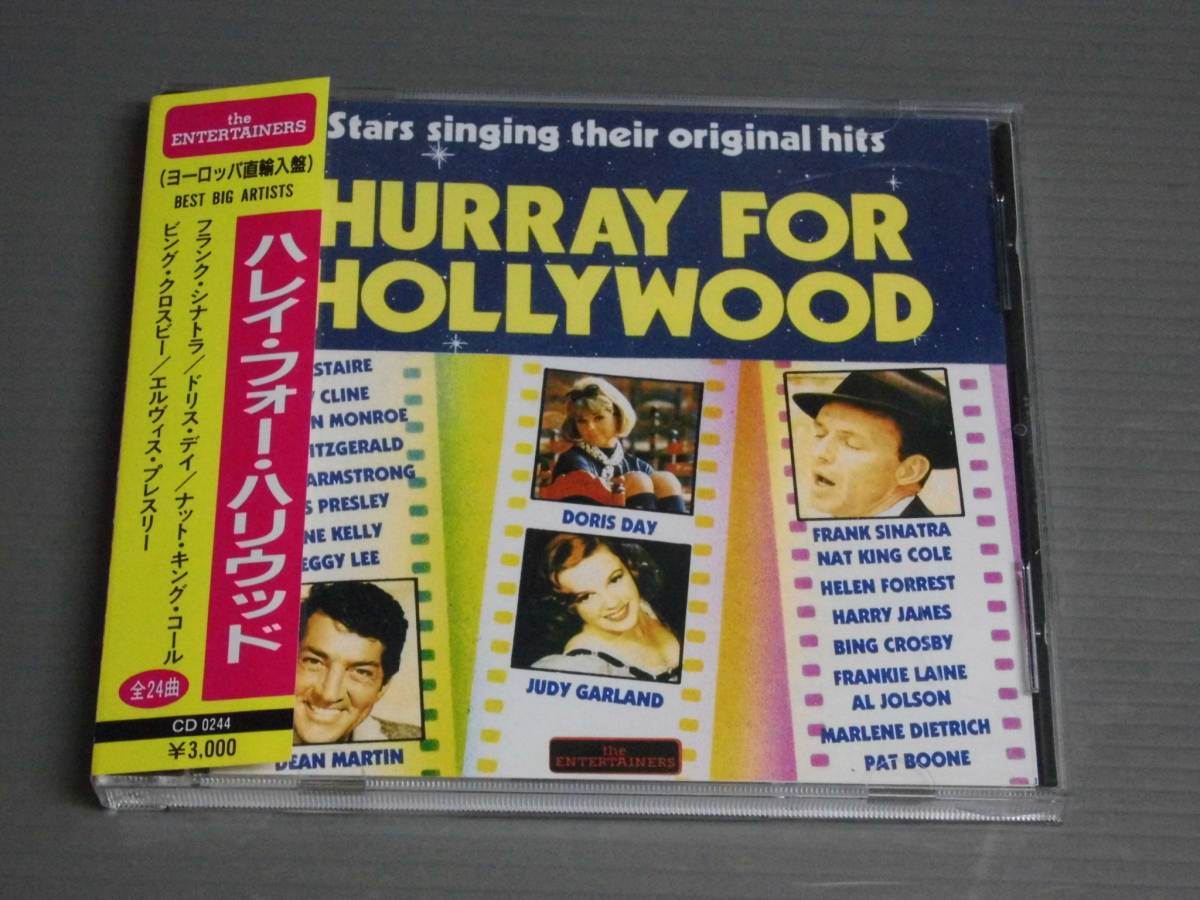 the
ENTERTAINERS
(ヨーロッパ直輸入盤)
BEST BIG ARTISTS
ハレイ・フォー・ハリウッド
フランク・シナトラ/ドリス・デイ/ナット・キング・コール
ビング・クロスビー/エルヴィス・プレスリー
全24曲
CD 0244
¥3,000
Stars singing their original hits
HURRAY FOR
HOLLYWOOD
STAIRE
CLINE
MONROE
ITZGERALD
ARMSTRONG
PRESLEY
NE KELLY
EGGY LEE
DEAN MARTIN
DORIS DAY
JUDY GARLAND
the
ENTERTAINERS
FRANK SINATRA
NAT KING COLE
HELEN FORREST
HARRY JAMES
BING CROSBY
FRANKIE LAINE
AL JOLSON
MARLENE DIETRICH
PAT BOONE